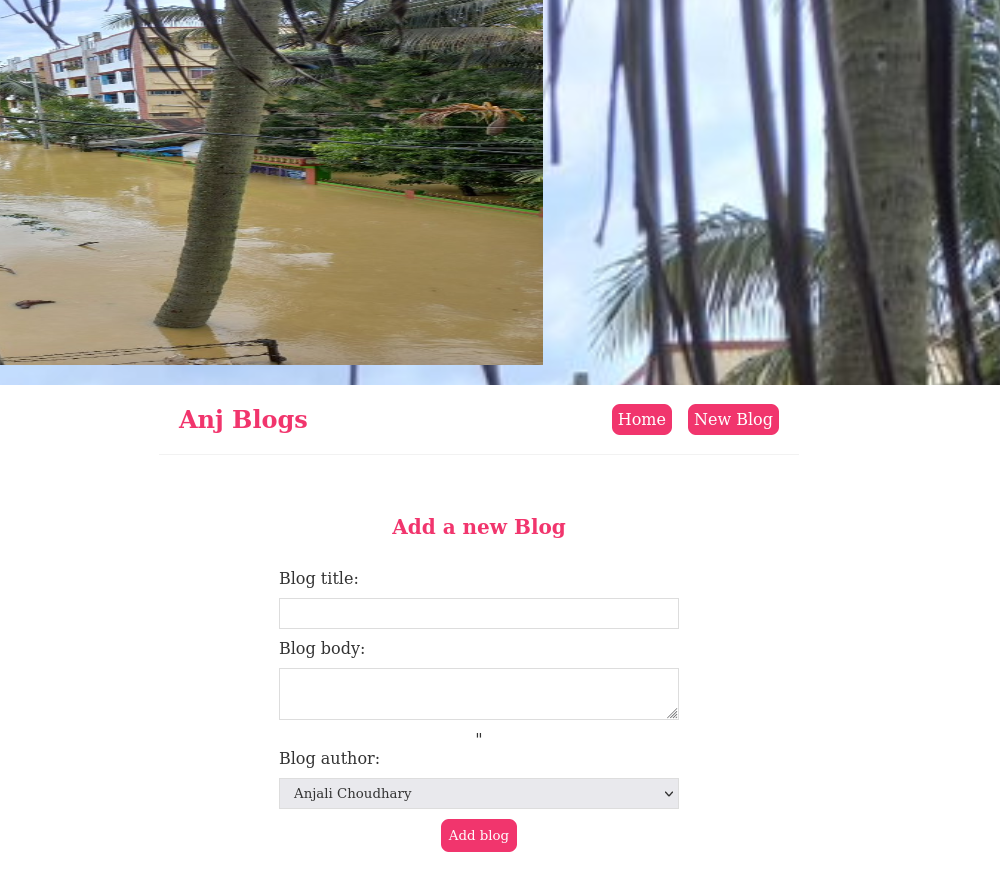 Anj Blogs
Home
New Blog
Add a new Blog
Blog title:
Blog body:
"
Blog author:
Anjali Choudhary
Add blog